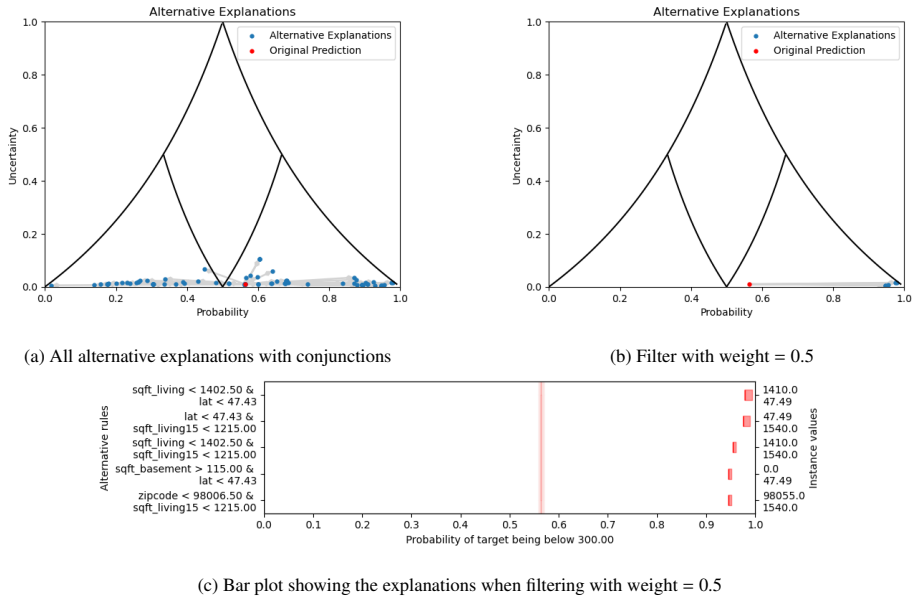 Alternative Explanations
1.0
0.8
0.6
0.4
0.2
0.0
Uncertainty
0.0 0.2 0.4 0.6 0.8 1.0
Probability
Alternative Explanations
Original Prediction
(a) All alternative explanations with conjunctions
Alternative Explanations
1.0
0.8
0.6
0.4
0.2
0.0
Uncertainty
0.0 0.2 0.4 0.6 0.8 1.0
Probability
Alternative Explanations
Original Prediction
(b) Filter with weight = 0.5
Alternative rules
sqft_living < 1402.50 &
lat < 47.43
lat < 47.43
sqft_living15 < 1215.00
sqft_living < 1402.50 &
sqft_living15 < 1215.00
sqft_basement > 115.00 &
lat < 47.43
zipcode < 98006.50 &
sqft_living15 < 1215.00
1410.0
47.49
47.49
1540.0
1410.0
1540.0
0.0
47.49
98055.0
1540.0
Instance values
0.0 0.1 0.2 0.3 0.4 0.5 0.6 0.7 0.8 0.9 1.0
Probability of target being below 300.00
(c) Bar plot showing the explanations when filtering with weight = 0.5